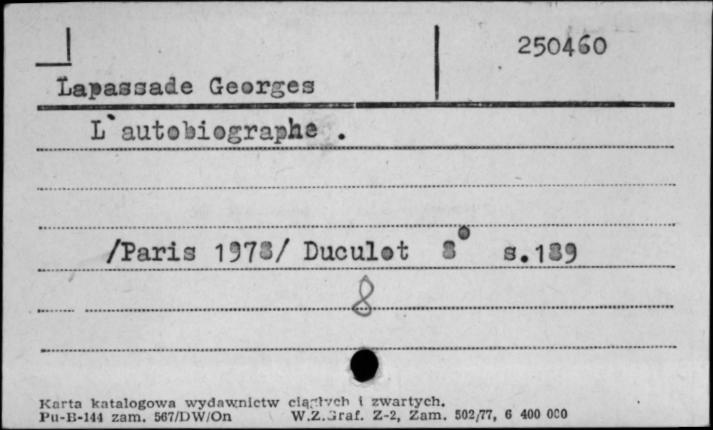 250460
Lapassade Georges
L`autobiographe .
/Paris 1978/ Duculot 8° s.189
8
Karta katalogowa wydawnictw ciągłych i zwartych.
Pu-B-144 zam. 567/DW/On W.Z.Graf. Z-2, Zam. 502/77, 6 400 000